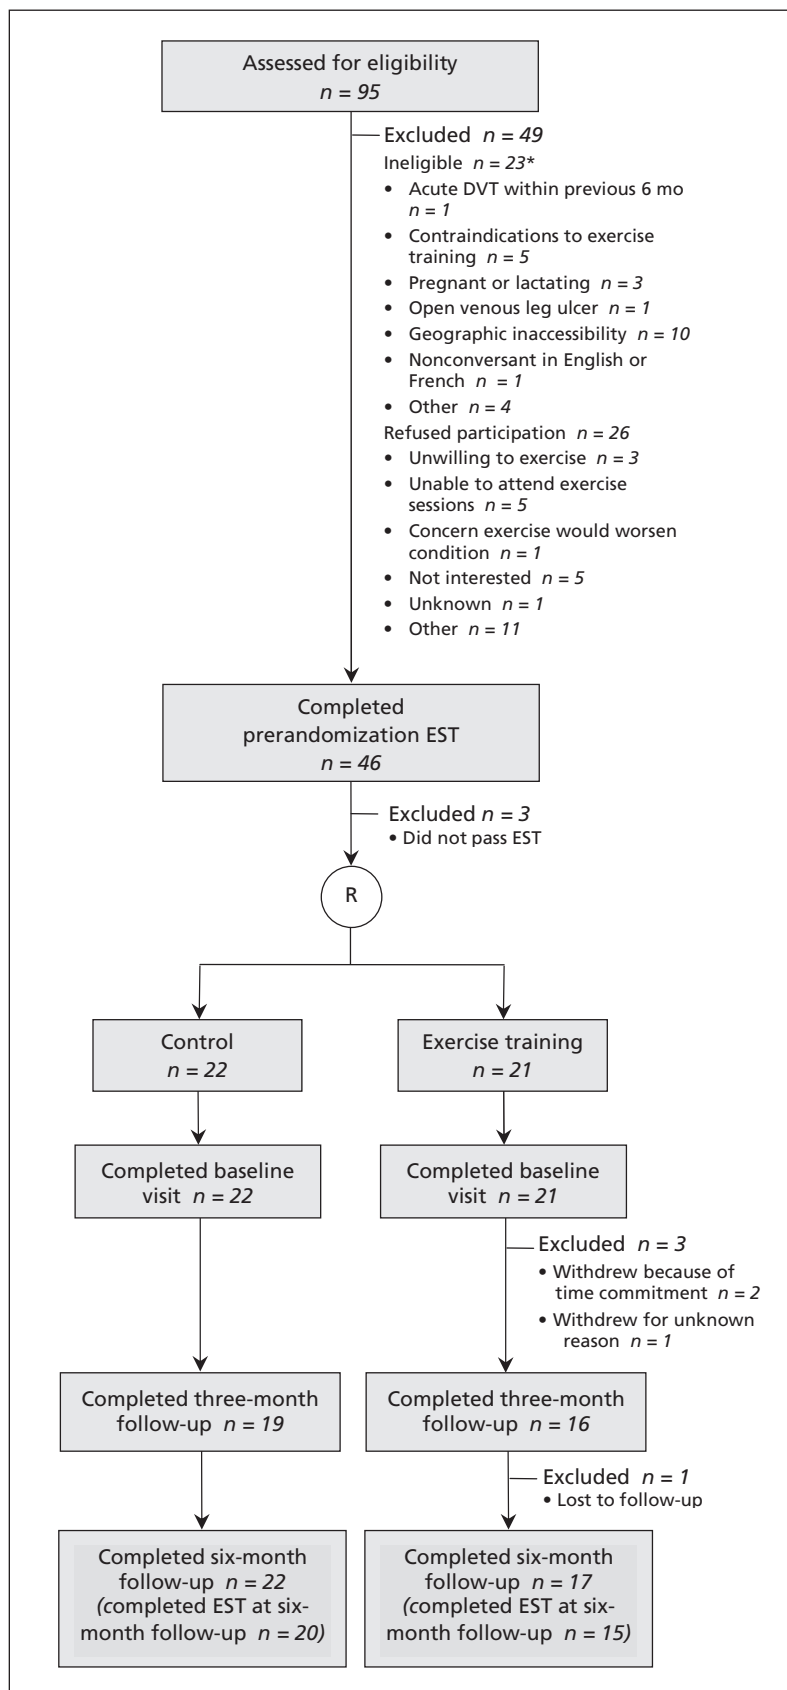 Assessed for eligibility
n = 95
Excluded n = 49
Ineligible n = 23*
• Acute DVT within previous 6 mo
n = 1
• Contraindications to exercise
training n = 5
• Pregnant or lactating n = 3
• Open venous leg ulcer n = 1
• Geographic inaccessibility n = 10
• Nonconversant in English or
French n = 1
• Other n = 4
Refused participation n = 26
• Unwilling to exercise n = 3
• Unable to attend exercise
sessions n = 5
• Concern exercise would worsen
condition n = 1
• Not interested n = 5
• Unknown n = 1
• Other n = 11
Completed
prerandomization EST
n = 46
Excluded n = 3
• Did not pass EST
R
Control
n = 22
Exercise training
n = 21
Completed baseline
visit n = 22
Completed baseline
visit n = 21
Excluded n = 3
• Withdrew because of
time commitment n = 2
• Withdrew for unknown
reason n = 1
Completed three-month
follow-up n = 19
Completed three-month
follow-up n = 16
Excluded n = 1
• Lost to follow-up
Completed six-month
follow-up n = 22
(completed EST at six-
month follow-up n = 20)
Completed six-month
follow-up n = 17
(completed EST at six-
month follow-up n = 15)